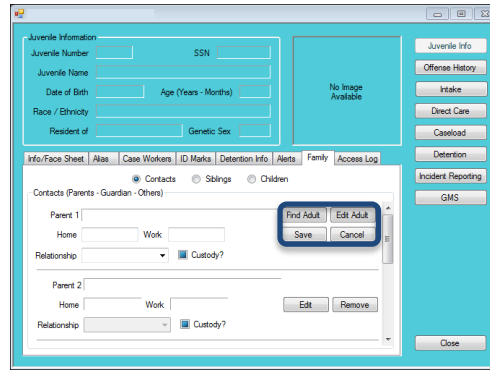 Juvenile Information
Juvenile Number SSN
Juvenile Name
Date of Birth Age (Years - Months)
Race / Ethnicity
Resident of Genetic Sex
No Image
Available
Juvenile Info
Offense History
Intake
Direct Care
Caseload
Detention
Incident Reporting
GMS
Info/Face Sheet Alias Case Workers ID Marks Detention Info Alerts Family Access Log
Contacts Siblings Children
Contacts (Parents - Guardian - Others)
Parent 1 Find Adult Edit Adult
Home Work Save Cancel
Relationship Custody?
Parent 2
Home Work Edit Remove
Relationship Custody?
Close